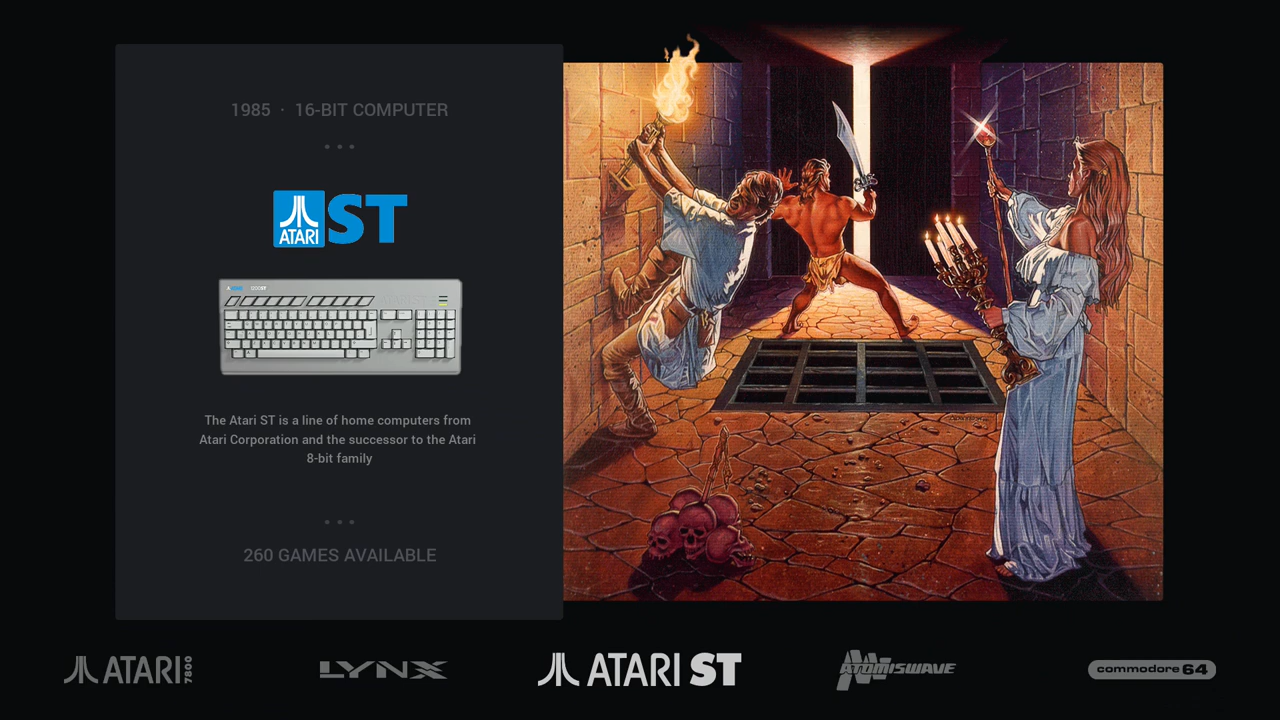 1985 · 16-BIT COMPUTER
ATARI ST
The Atari ST is a line of home computers from
Atari Corporation and the successor to the Atari
8-bit family
260 GAMES AVAILABLE
ATARI 7800
LYNX
ATARI ST
ATOMISWAVE
commodore 64